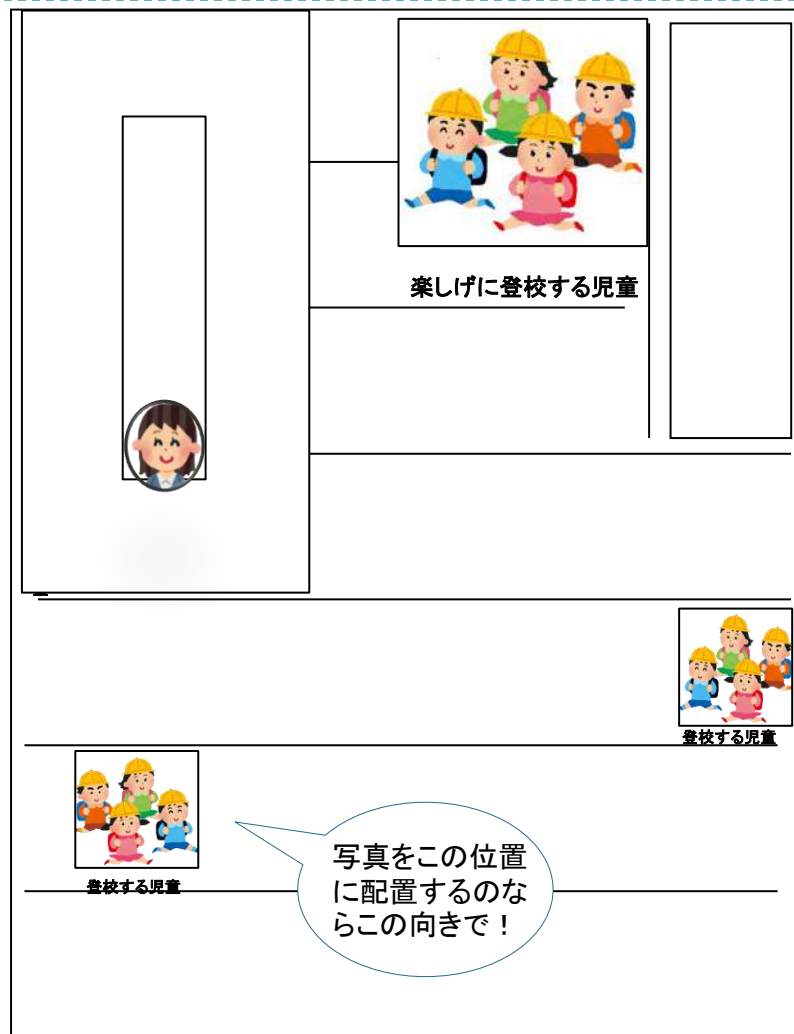 楽しげに登校する児童
登校する児童
登校する児童
写真をこの位置
に配置するのな
らこの向きで！